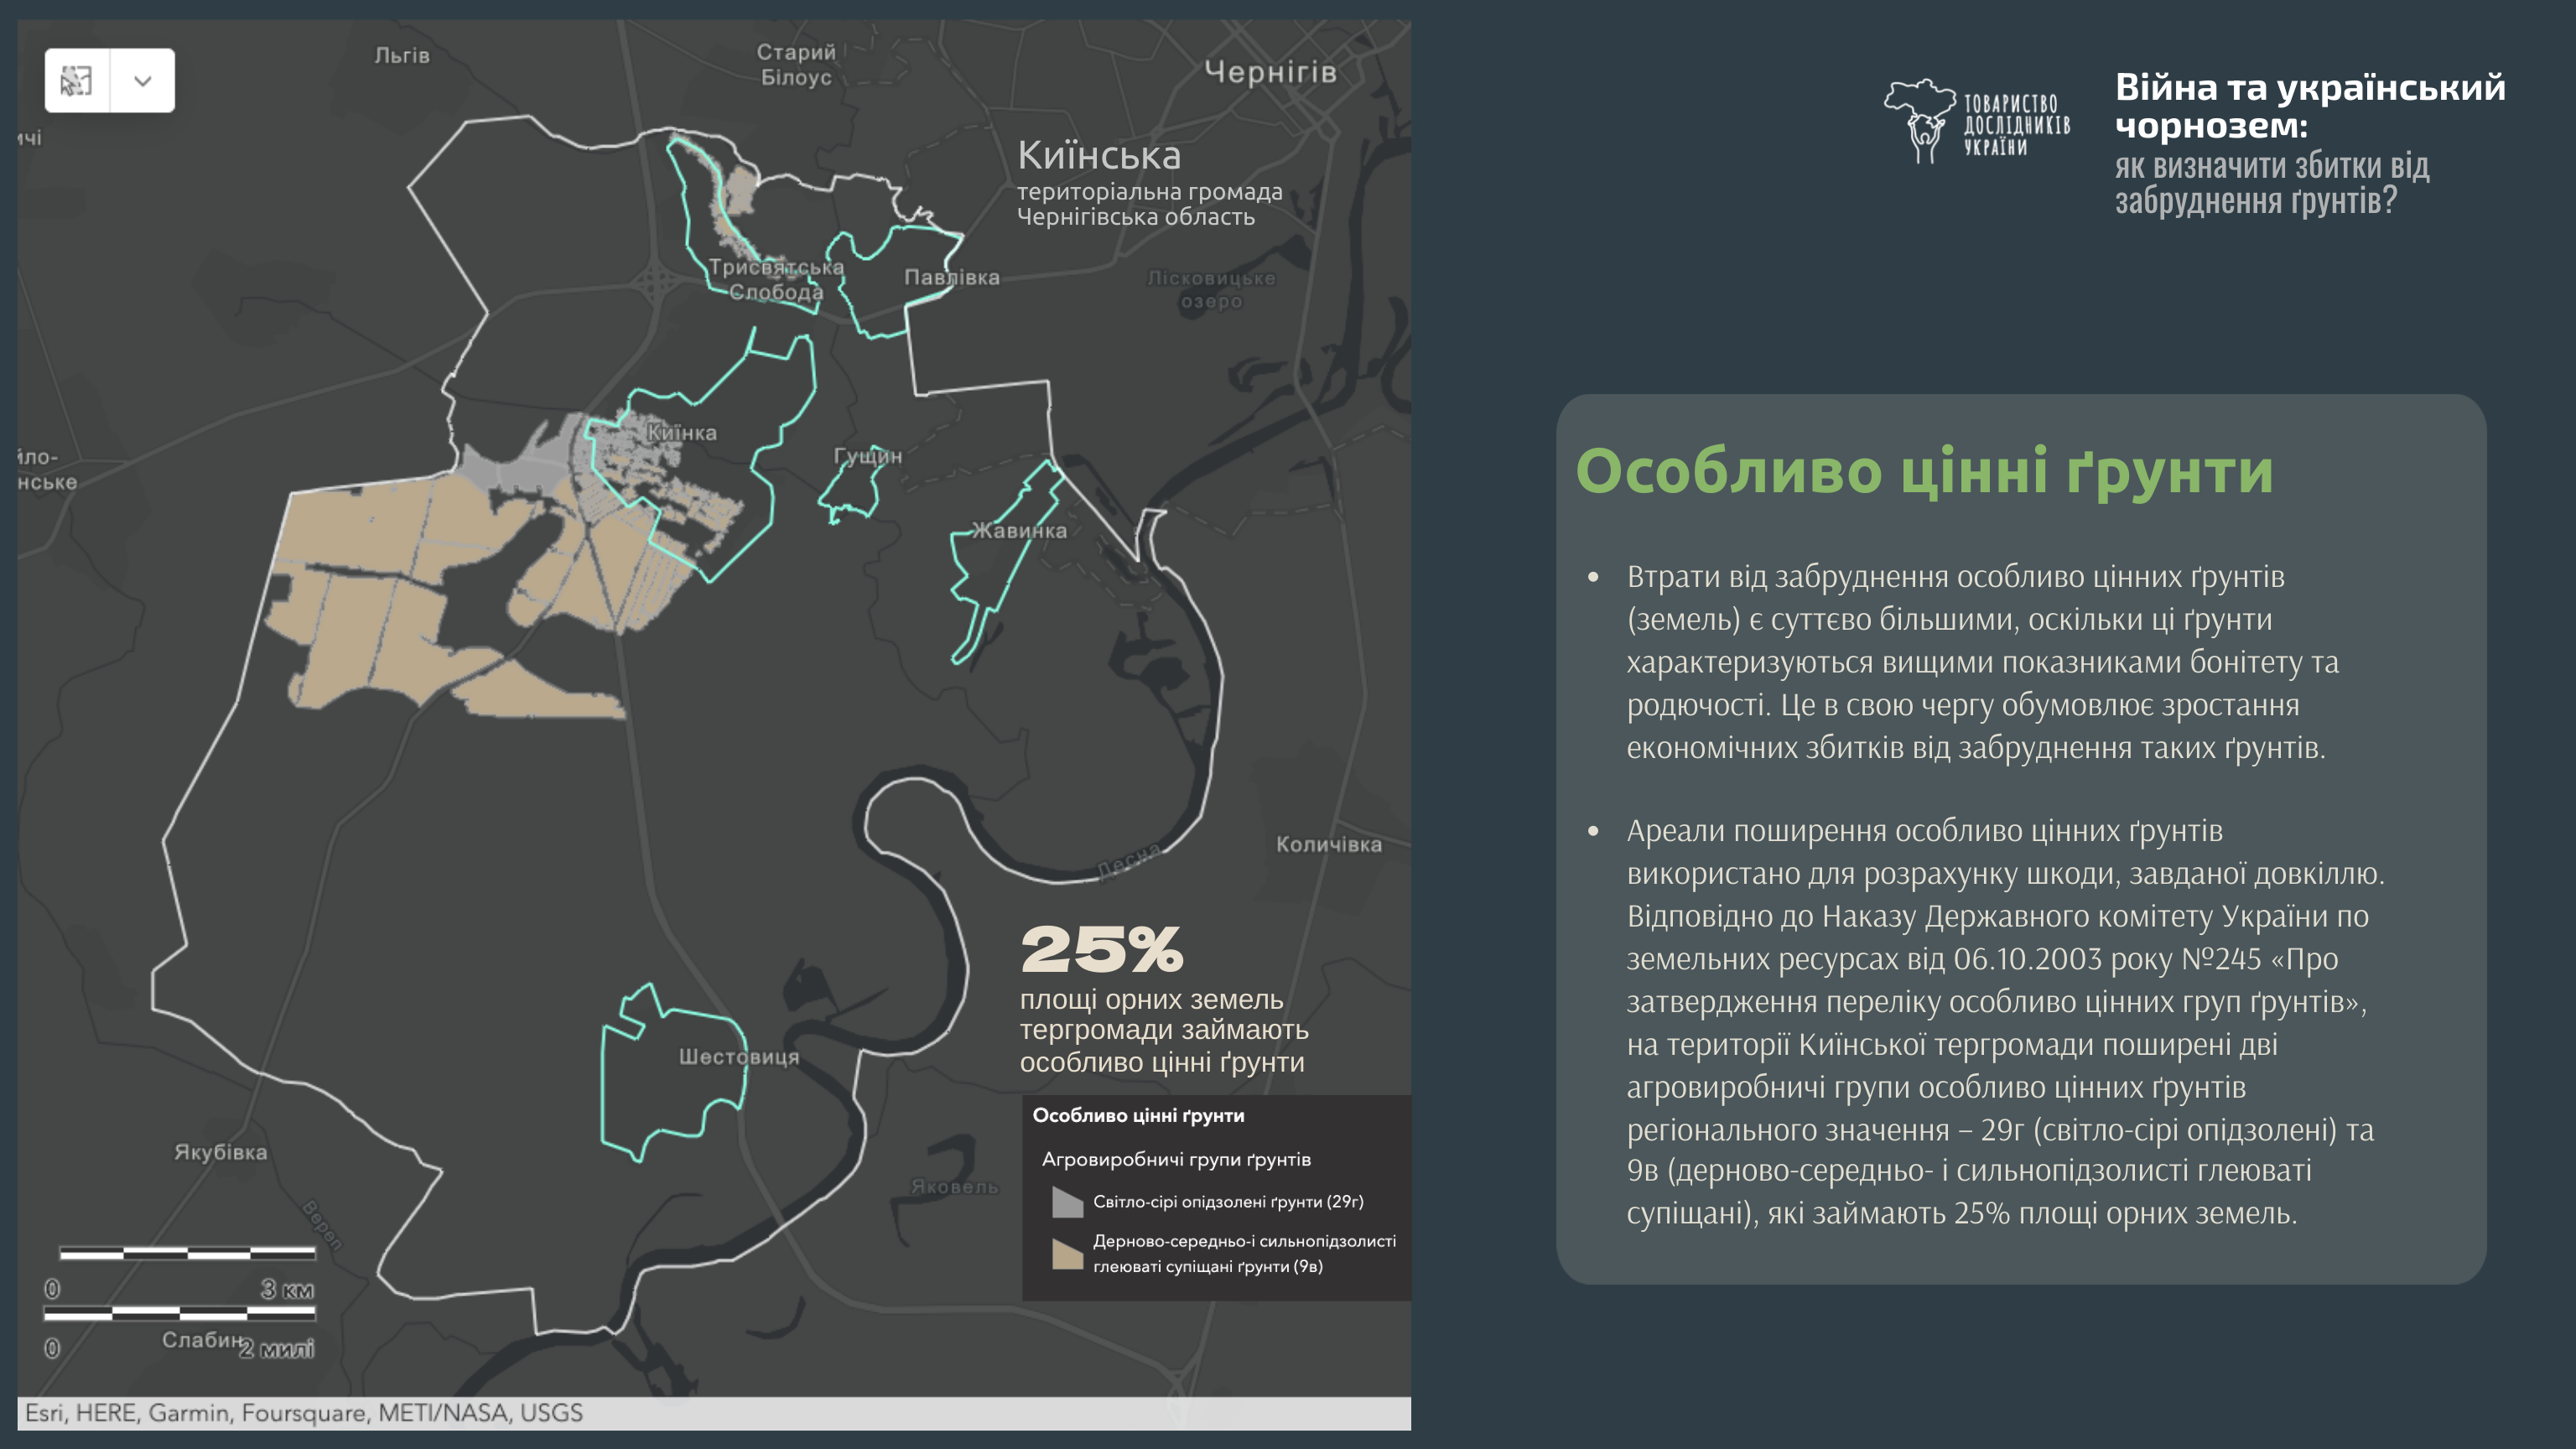 Льгів
Старий
Білоус
Чернігів
Киїнська
територіальна громада
Чернігівська область
Трисвятська
Слобода
Павлівка
Лісковицьке
озеро
ичі
йло-
нське
Киїнка
Гущин
Жавинка
Количівка
Десна
25%
площі орних земель
тергромади займають
особливо цінні ґрунти
Шестовиця
Якубівка
Вереп
Яковель
Особливо цінні ґрунти
Агровиробничі групи ґрунтів
Світло-сірі опідзолені ґрунти (29г)
Дерново-середньо-і сильнопідзолисті
глеюваті супіщані ґрунти (9в)
0 3 км
0 2 милі
Слабин
Esri, HERE, Garmin, Foursquare, METI/NASA, USGS
ТОВАРИСТВО
ДОСЛІДНИКІВ
УКРАЇНИ
Війна та український
чорнозем:
як визначити збитки від
забруднення ґрунтів?
Особливо цінні ґрунти
• Втрати від забруднення особливо цінних ґрунтів
(земель) є суттєво більшими, оскільки ці ґрунти
характеризуються вищими показниками бонітету та
родючості. Це в свою чергу обумовлює зростання
економічних збитків від забруднення таких ґрунтів.
• Ареали поширення особливо цінних ґрунтів
використано для розрахунку шкоди, завданої довкіллю.
Відповідно до Наказу Державного комітету України по
земельних ресурсах від 06.10.2003 року №245 «Про
затвердження переліку особливо цінних груп ґрунтів»,
на території Киїнської тергромади поширені дві
агровиробничі групи особливо цінних ґрунтів
регіонального значення – 29г (світло-сірі опідзолені) та
9в (дерново-середньо- і сильнопідзолисті глеюваті
супіщані), які займають 25% площі орних земель.